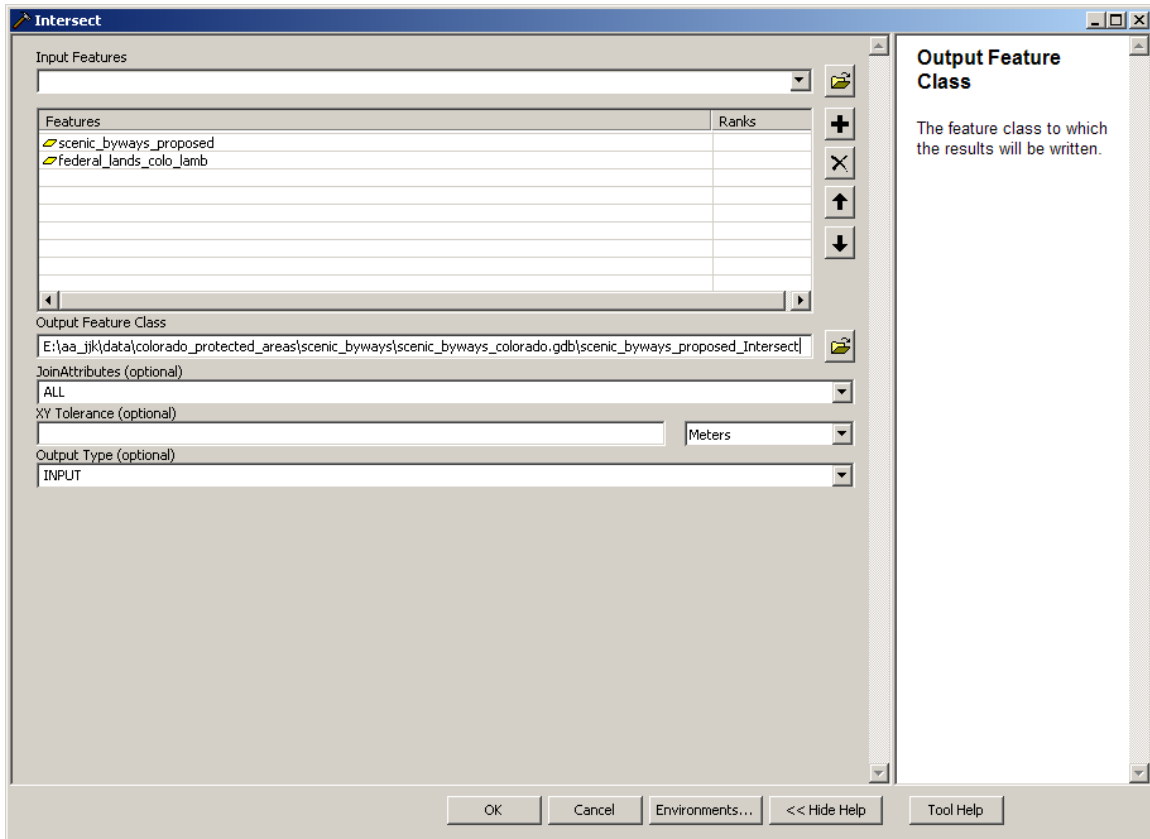 Intersect
Input Features
Features Ranks
scenic_byways_proposed
federal_lands_colo_lamb
Output Feature Class
E:\aa_jjk\data\colorado_protected_areas\scenic_byways\scenic_byways_colorado.gdb\scenic_byways_proposed_Intersect
JoinAttributes (optional)
ALL
XY Tolerance (optional)
Meters
Output Type (optional)
INPUT
Output Feature
Class
The feature class to which
the results will be written.
OK Cancel Environments... << Hide Help Tool Help